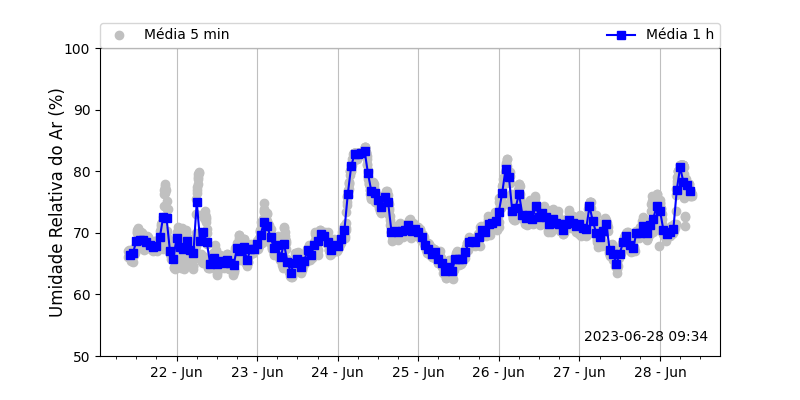 Média 5 min
Média 1 h
Umidade Relativa do Ar (%)
100
90
80
70
60
50
2023-06-28 09:34
22 - Jun
23 - Jun
24 - Jun
25 - Jun
26 - Jun
27 - Jun
28 - Jun